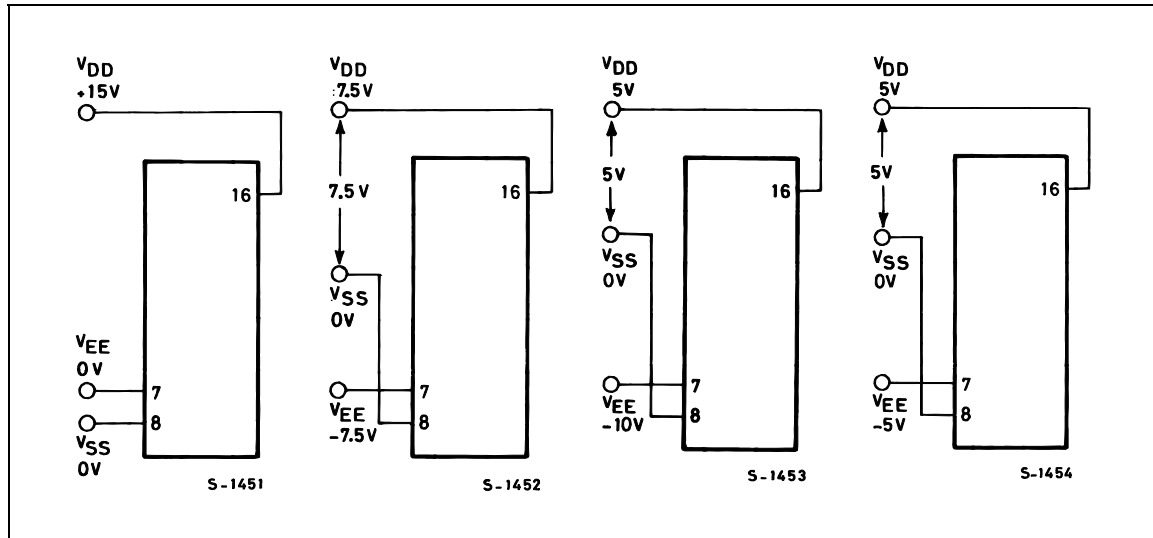 VDD
+15V
16
VEE
0V
7
8
VSS
0V
S-1451
VDD
:7.5V
7.5V
16
VSS
0V
7
VEE
8
-7.5V
S-1452
VDD
5V
5V
16
VSS
0V
7
VEE
8
-10V
S-1453
VDD
5V
5V
16
VSS
0V
7
VEE
8
-5V
S-1454